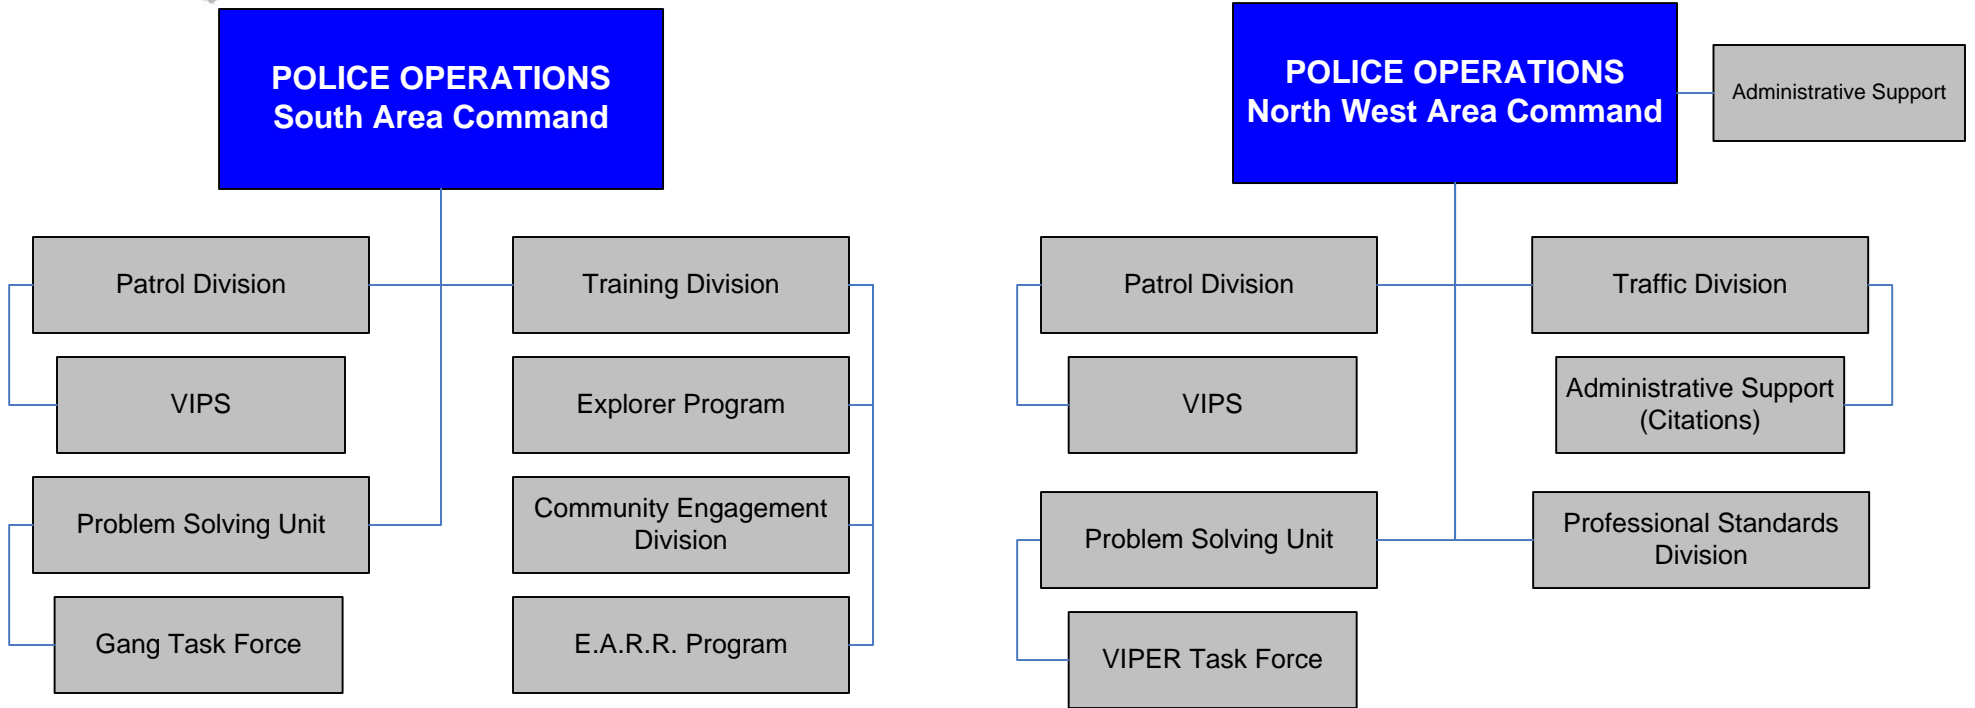 POLICE OPERATIONS
South Area Command
Patrol Division
Training Division
VIPS
Explorer Program
Problem Solving Unit
Community Engagement
Division
Gang Task Force
E.A.R.R. Program
POLICE OPERATIONS
North West Area Command
Administrative Support
Patrol Division
Traffic Division
VIPS
Administrative Support
(Citations)
Problem Solving Unit
Professional Standards
Division
VIPER Task Force